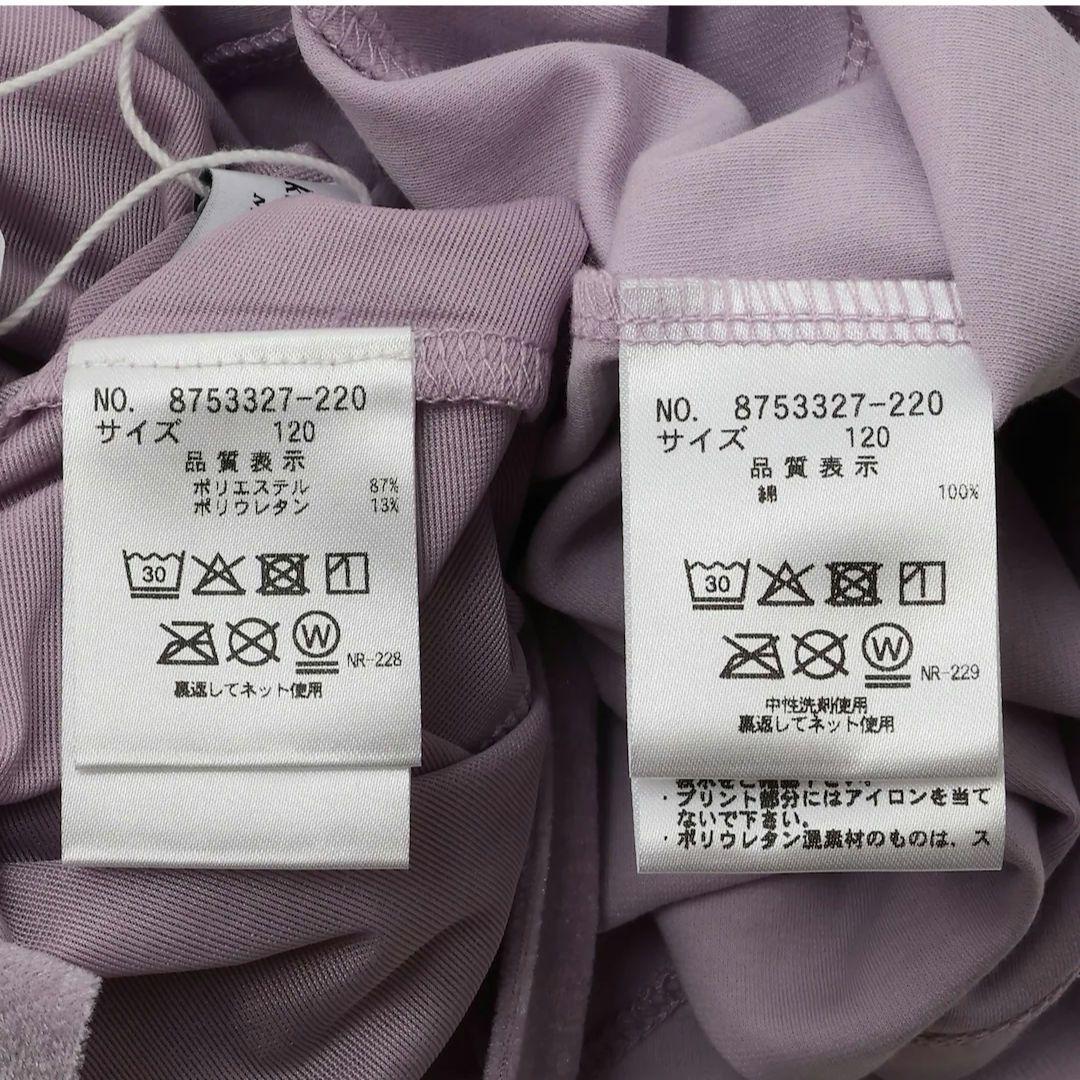 NO. 8753327-220
サイズ 120
品質表示
ポリエステル 87%
ポリウレタン 13%
30
W
NR-228
裏返してネット使用
NO. 8753327-220
サイズ 120
品質表示
綿 100%
30
W
NR-229
中性洗剤使用
裏返してネット使用
・プリント部分にはアイロンを当て
ないで下さい。
・ポリウレタン混素材のものは、ス